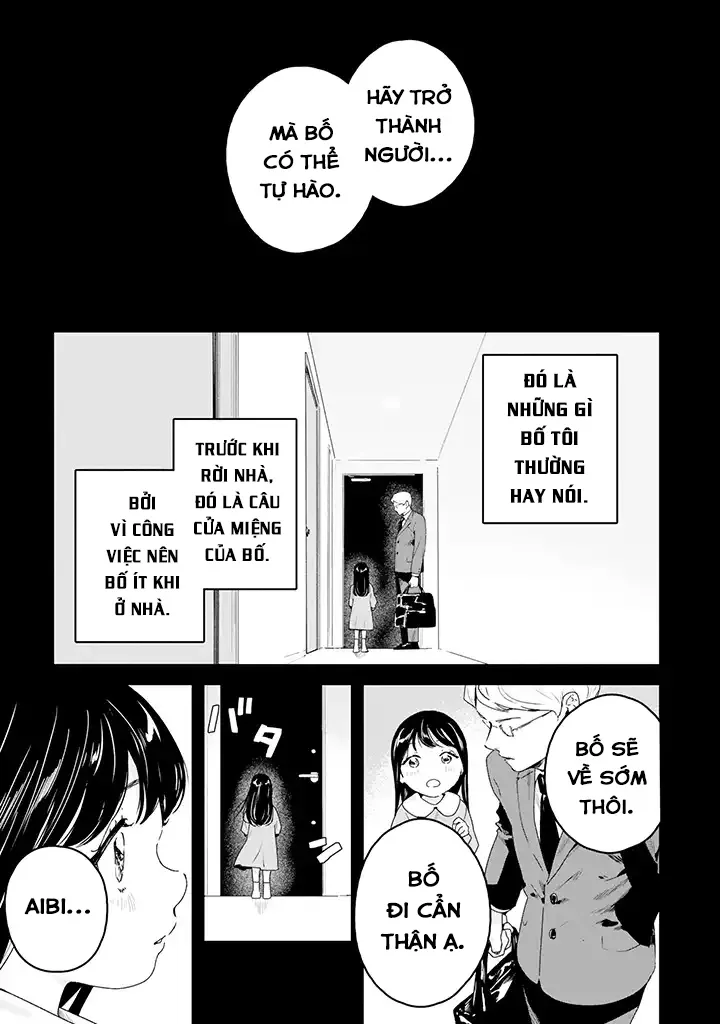 HÃY TRỞ
THÀNH
NGƯỜI...
MÀ BỐ
CÓ THỂ
TỰ HÀO.
ĐÓ LÀ
NHỮNG GÌ
BỐ TÔI
THƯỜNG
HAY NÓI.
TRƯỚC KHI
RỜI NHÀ,
ĐÓ LÀ CÂU
CỬA MIỆNG
CỦA BỐ.
BỞI
VÌ CÔNG
VIỆC NÊN
BỐ ÍT KHI
Ở NHÀ.
BỐ SẼ
VỀ SỚM
THÔI.
BỐ
ĐI CẨN
THẬN Ạ.
バタ
AIBI...